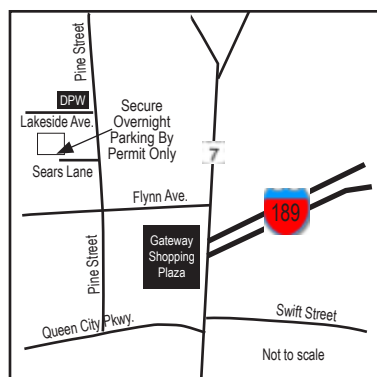 Pine Street
DPW
Lakeside Ave.
Secure
Overnight
Parking By
Permit Only
Sears Lane
7
Flynn Ave.
189
Gateway
Shopping
Plaza
Pine Street
Queen City Pkwy.
Swift Street
Not to scale